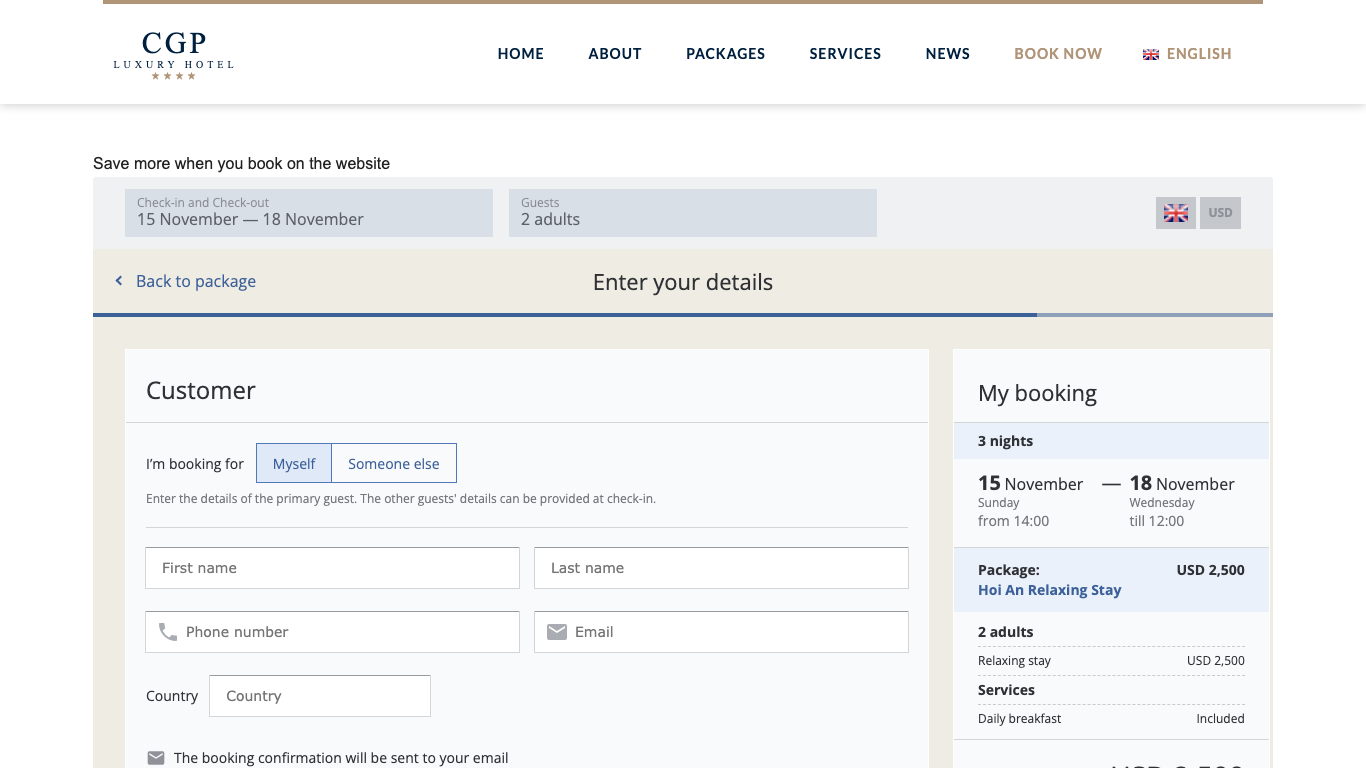 CGP
LUXURY HOTEL
HOME ABOUT PACKAGES SERVICES NEWS BOOK NOW ENGLISH
Save more when you book on the website
Check-in and Check-out
15 November — 18 November
Guests
2 adults
USD
Back to package
Enter your details
Customer
I'm booking for Myself Someone else
Enter the details of the primary guest. The other guests' details can be provided at check-in.
First name Last name
Phone number Email
Country Country
The booking confirmation will be sent to your email
My booking
3 nights
15 November — 18 November
Sunday Wednesday
from 14:00 till 12:00
Package: USD 2,500
Hoi An Relaxing Stay
2 adults
Relaxing stay USD 2,500
Services
Daily breakfast Included